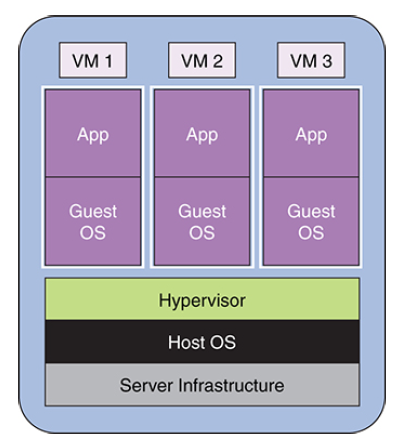 VM 1
VM 2
VM 3
App
App
App
Guest
OS
Guest
OS
Guest
OS
Hypervisor
Host OS
Server Infrastructure